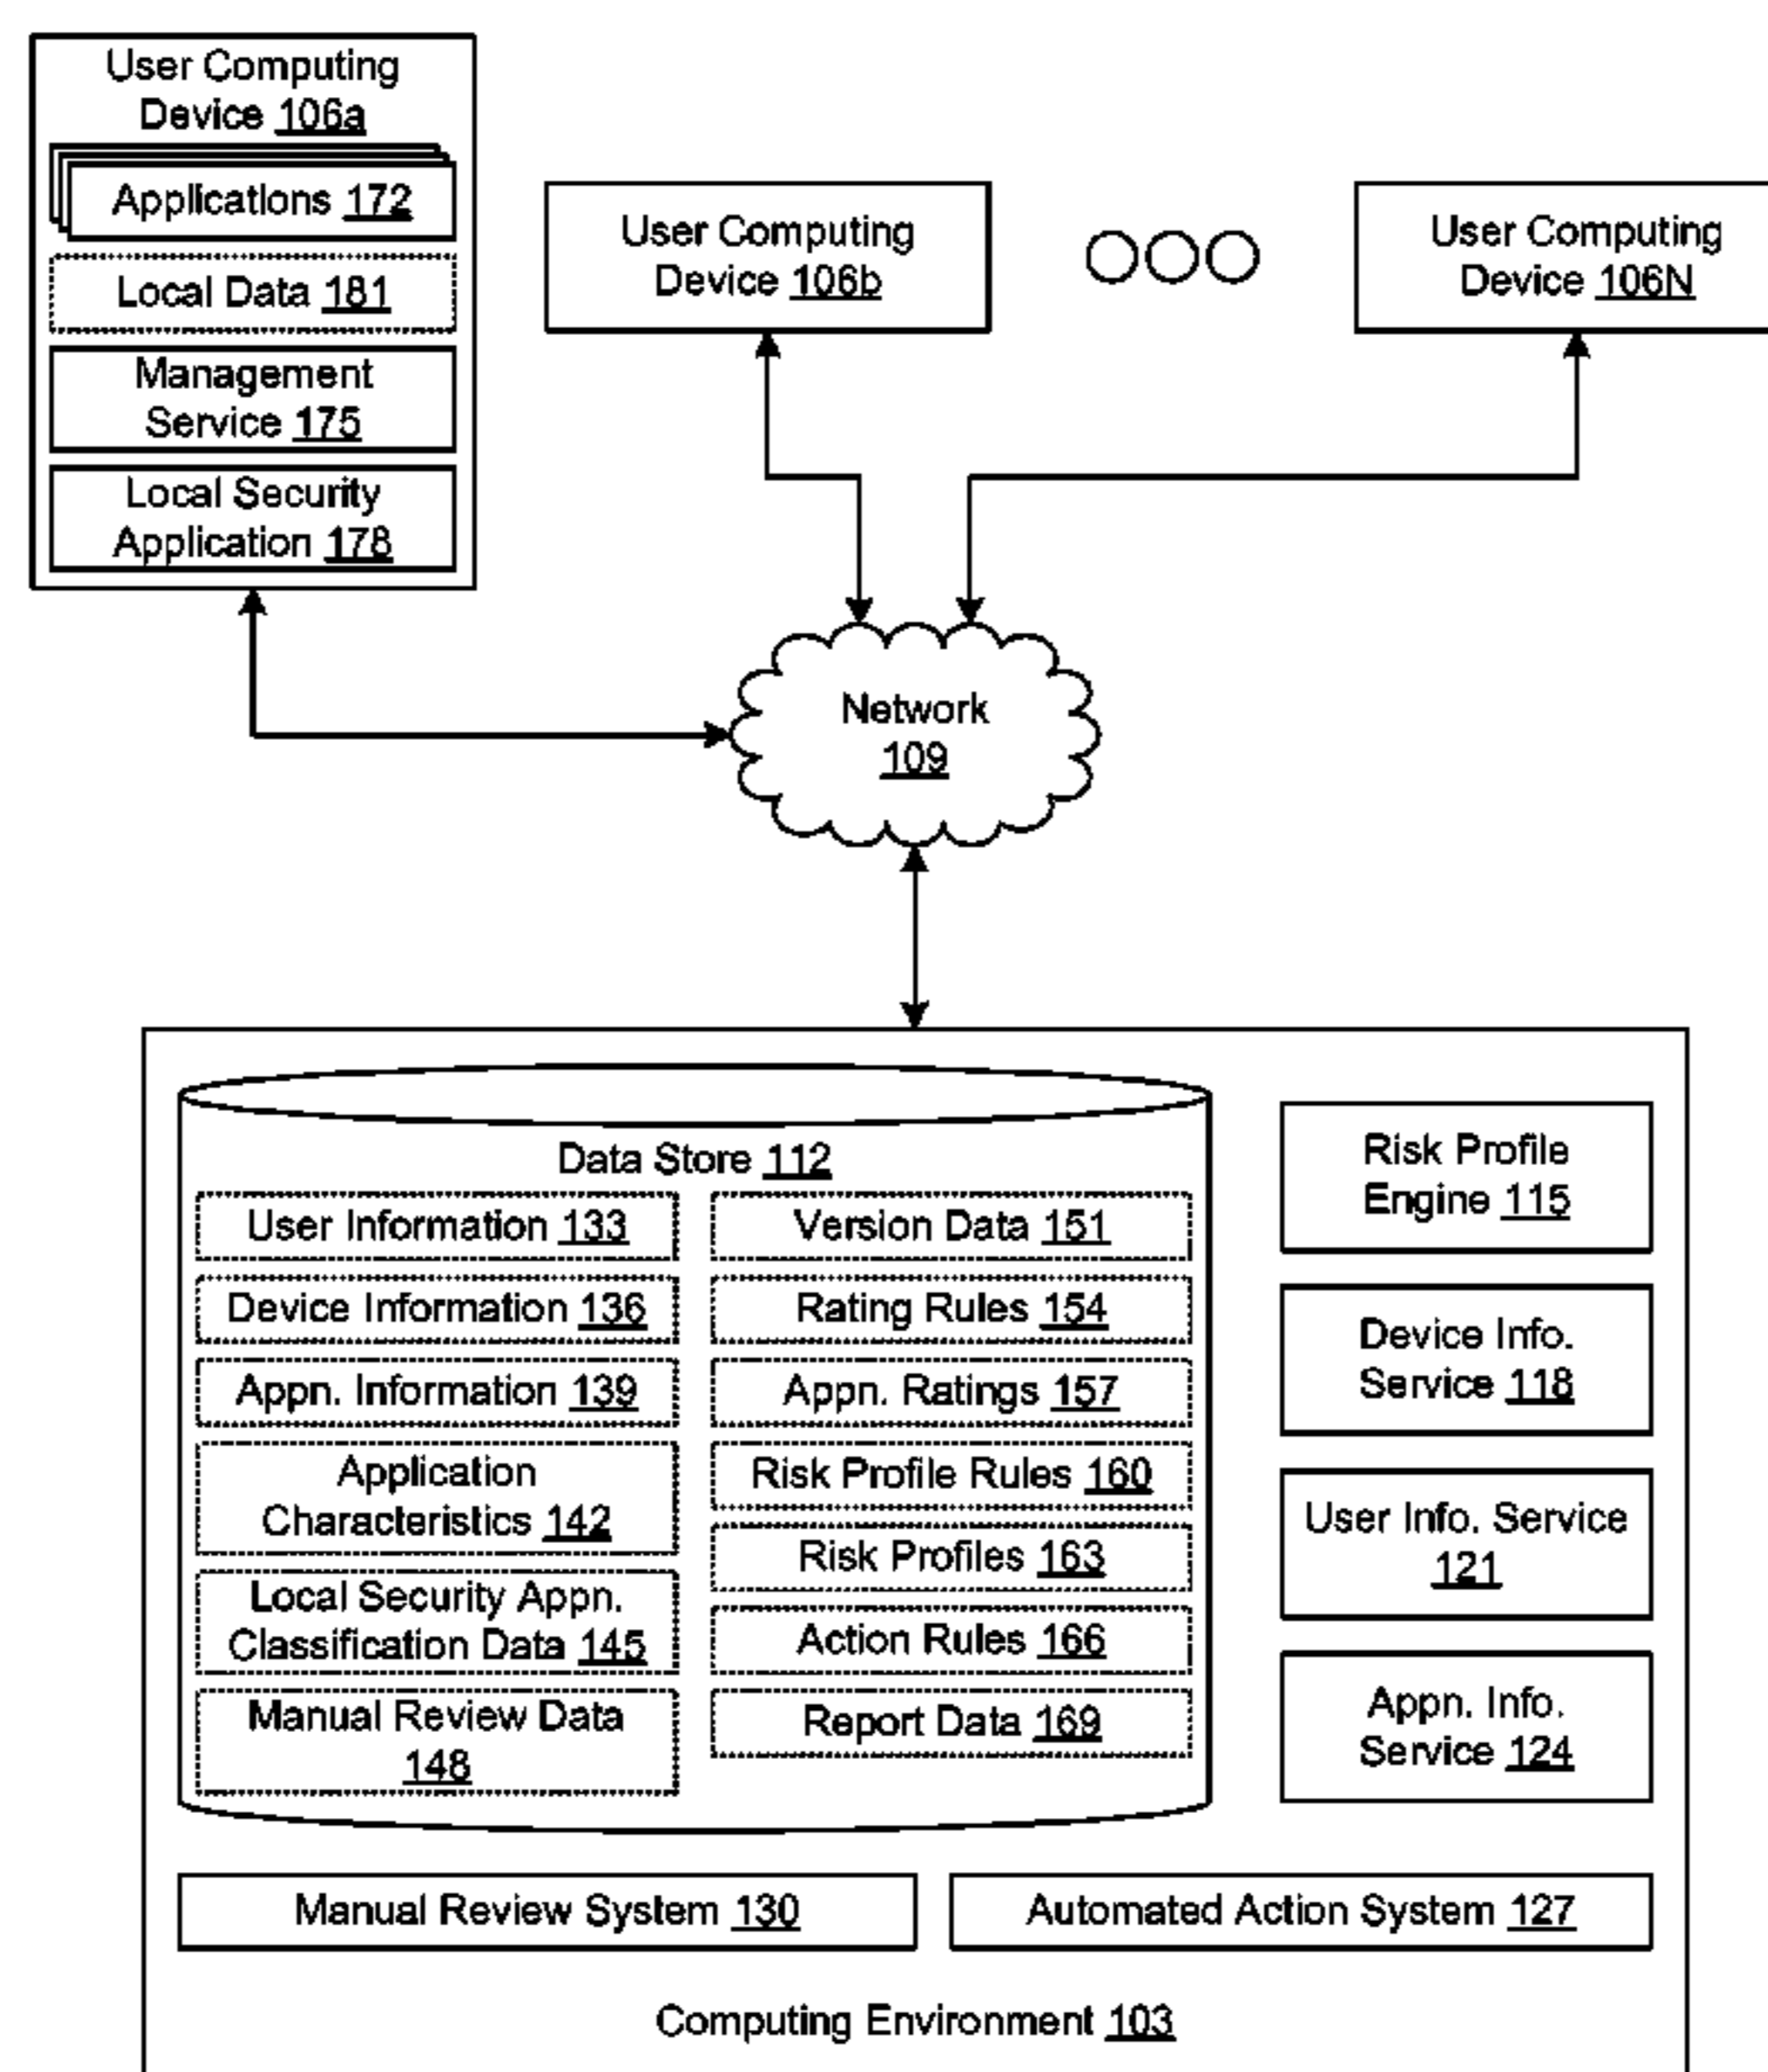 User Computing
Device 106a
Applications 172
Local Data 181
Management
Service 175
Local Security
Application 178
User Computing
Device 106b
User Computing
Device 106N
Network
109
Data Store 112
User Information 133
Device Information 136
Appn. Information 139
Application
Characteristics 142
Local Security Appn.
Classification Data 145
Manual Review Data
148
Version Data 151
Rating Rules 154
Appn. Ratings 157
Risk Profile Rules 160
Risk Profiles 163
Action Rules 166
Report Data 169
Risk Profile
Engine 115
Device Info.
Service 118
User Info. Service
121
Appn. Info.
Service 124
Manual Review System 130
Automated Action System 127
Computing Environment 103